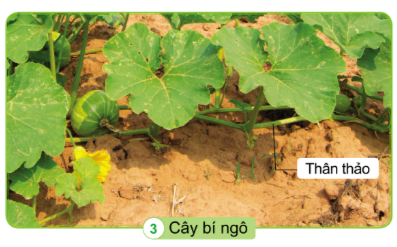 Thân thảo
3 Cây bí ngô